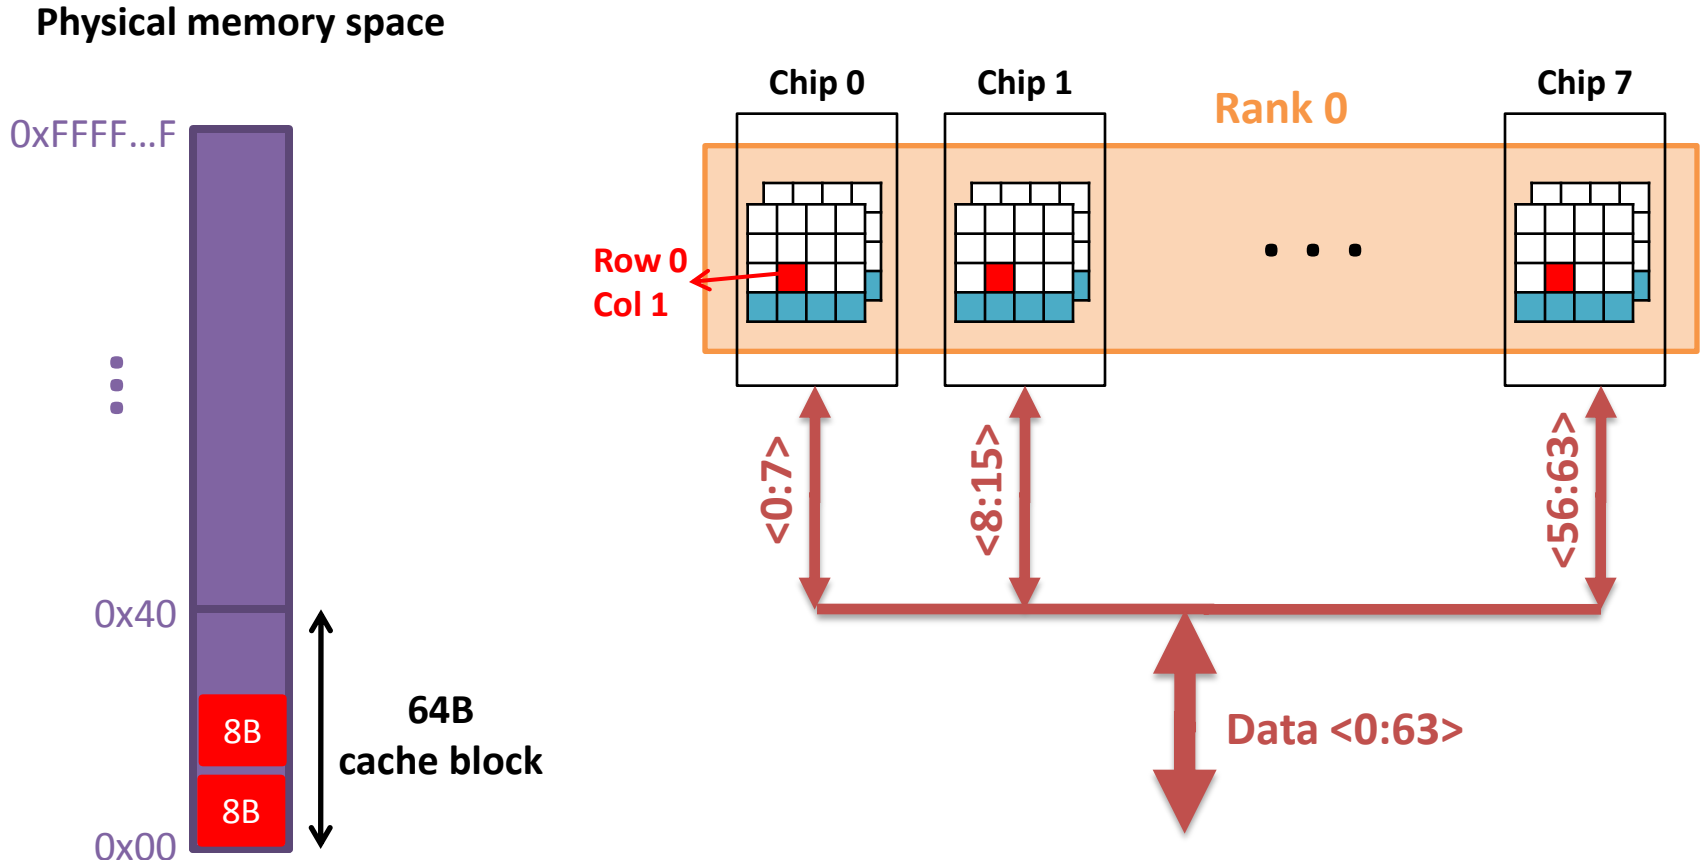 Physical memory space
Chip 0
Chip 1
Rank 0
Chip 7
0xFFFF...F
Row 0
Col 1
<0:7>
<8:15>
<56:63>
0x40
64B
cache block
8B
8B
0x00
Data <0:63>